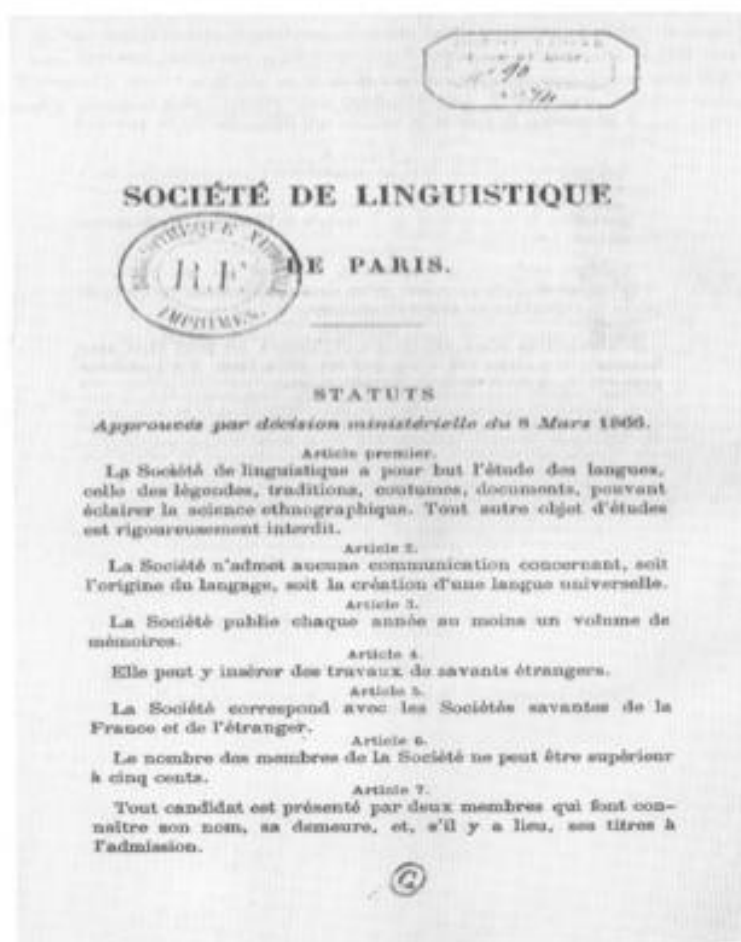 90
SOCIÉTÉ DE LINGUISTIQUE
BIBLIOTHÈQUE NATIONALE
R.F.
IMPRIMÉS.
DE PARIS.
STATUTS
Approuvés par décision ministérielle du 8 Mars 1866.
Article premier.
La Société de linguistique a pour but l'étude des langues,
celle des légendes, traditions, coutumes, documents, pouvant
éclairer la science ethnographique. Tout autre objet d'études
est rigoureusement interdit.
Article 2.
La Société n'admet aucune communication concernant, soit
l'origine du langage, soit la création d'une langue universelle.
Article 3.
La Société publie chaque année au moins un volume de
mémoires.
Article 4.
Elle peut y insérer des travaux de savants étrangers.
Article 5.
La Société correspond avec les Sociétés savantes de la
France et de l'étranger.
Article 6.
Le nombre des membres de la Société ne peut être supérieur
à cinq cents.
Article 7.
Tout candidat est présenté par deux membres qui font con-
naître son nom, sa demeure, et, s'il y a lieu, ses titres à
l'admission.